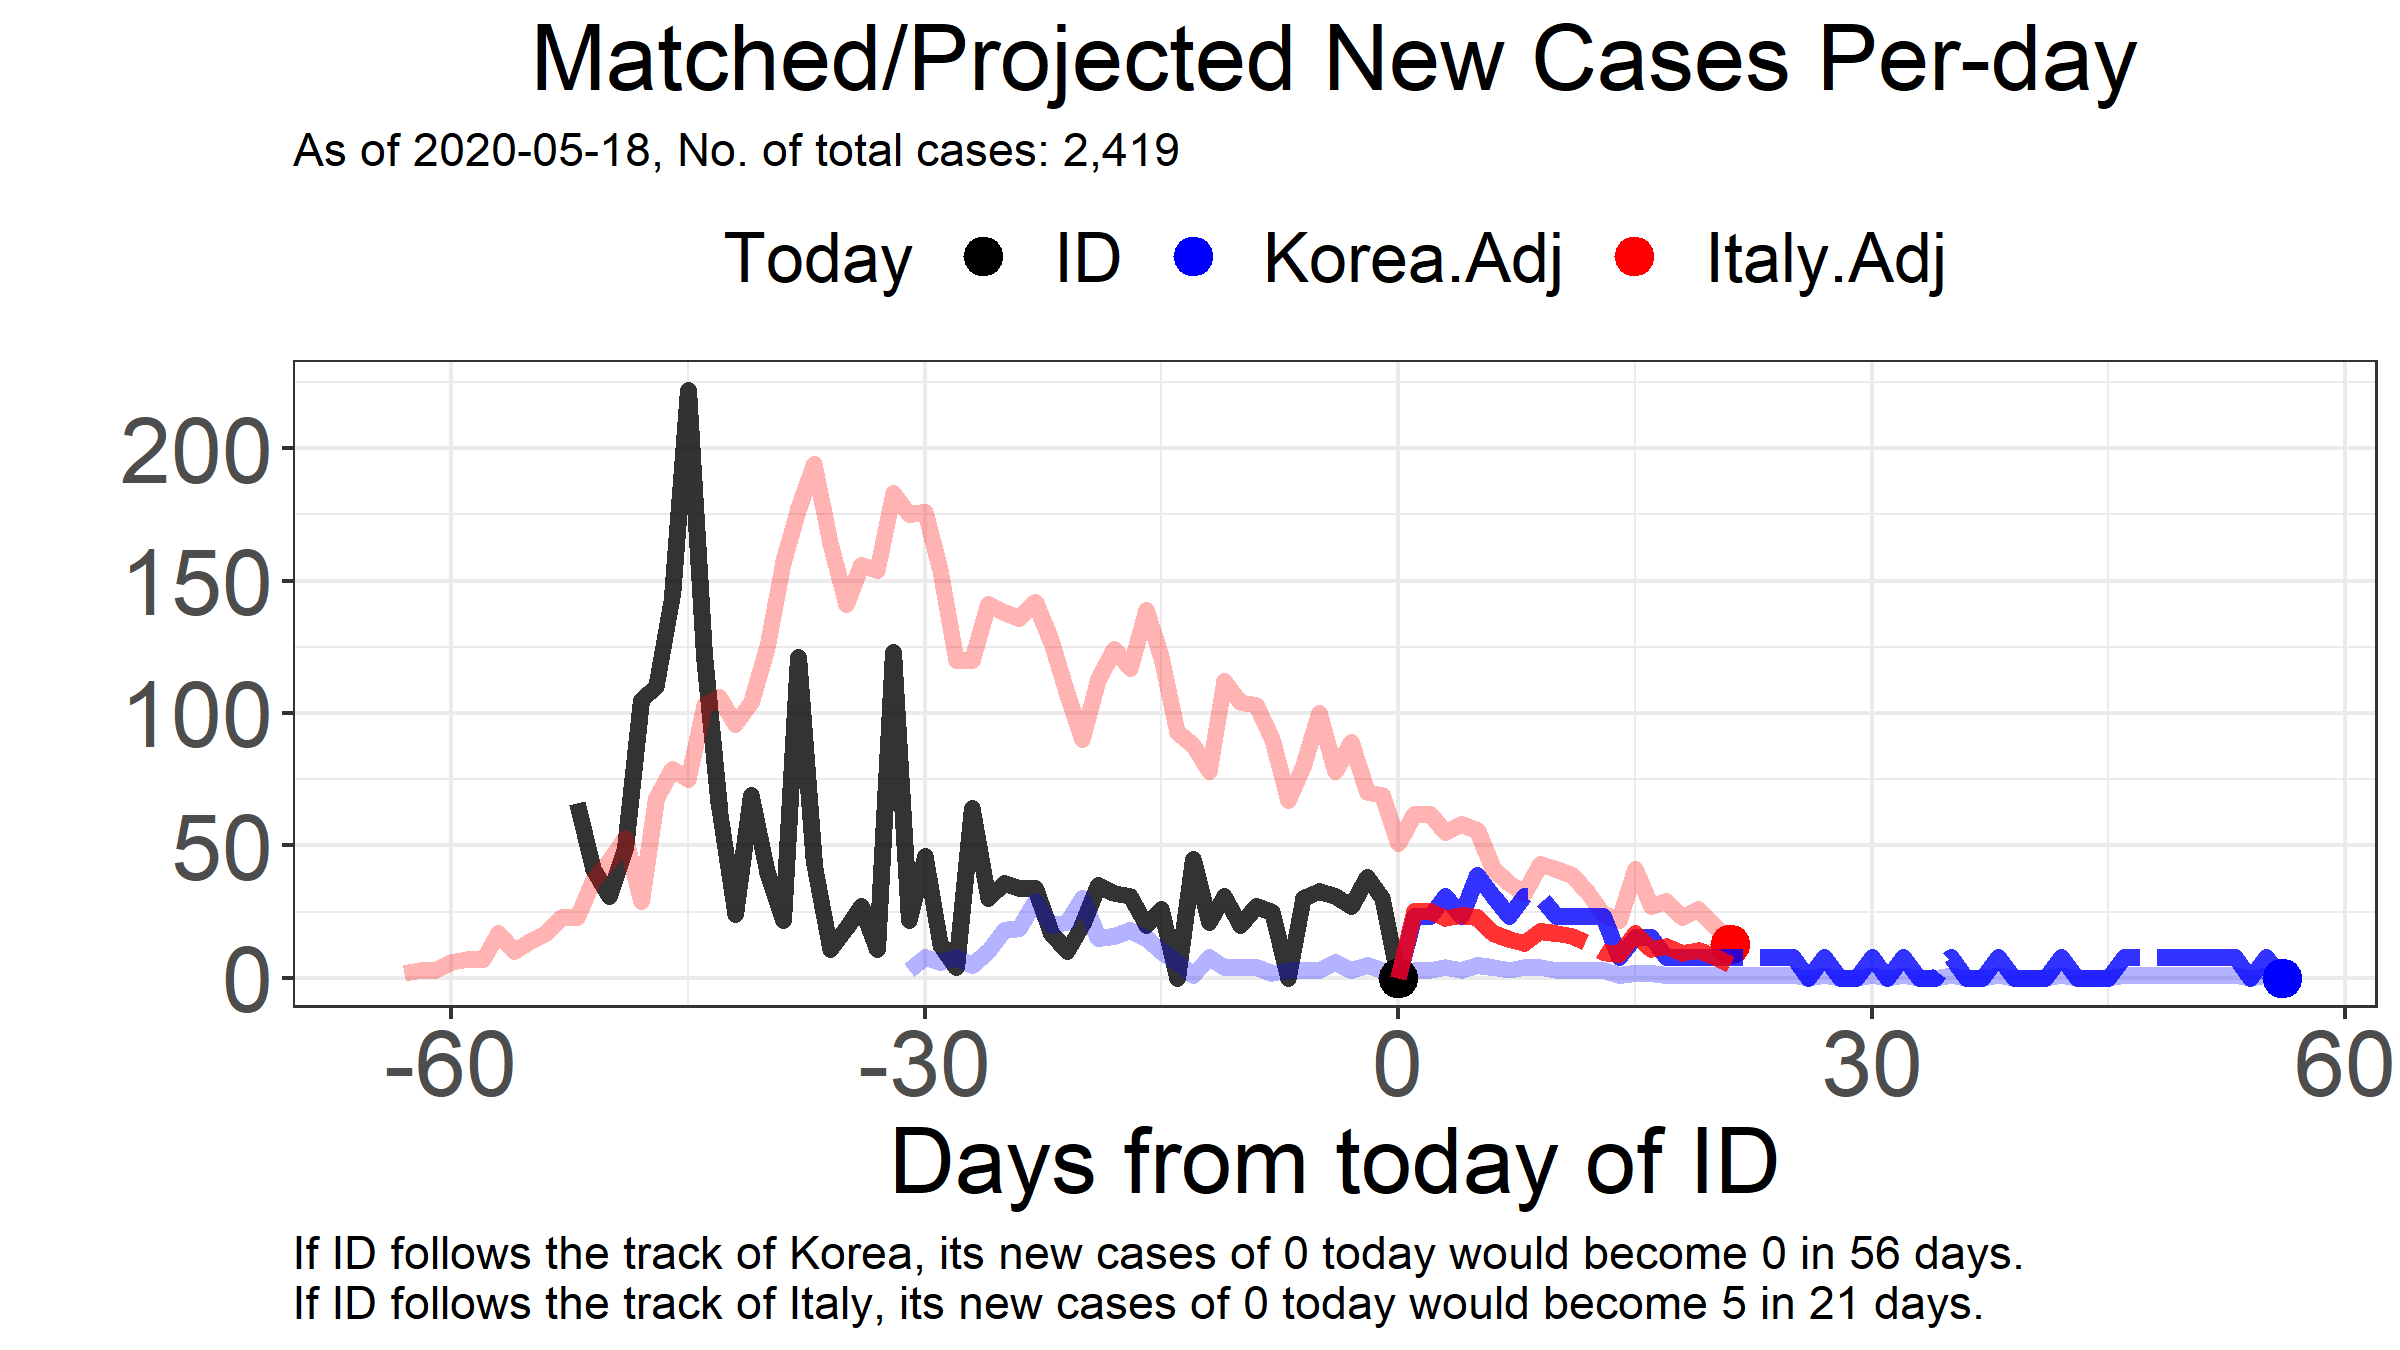 Matched/Projected New Cases Per-day
As of 2020-05-18, No. of total cases: 2,419
Today ID Korea.Adj Italy.Adj
200
150
100
50
0
-60 -30 0 30 60
Days from today of ID
If ID follows the track of Korea, its new cases of 0 today would become 0 in 56 days.
If ID follows the track of Italy, its new cases of 0 today would become 5 in 21 days.